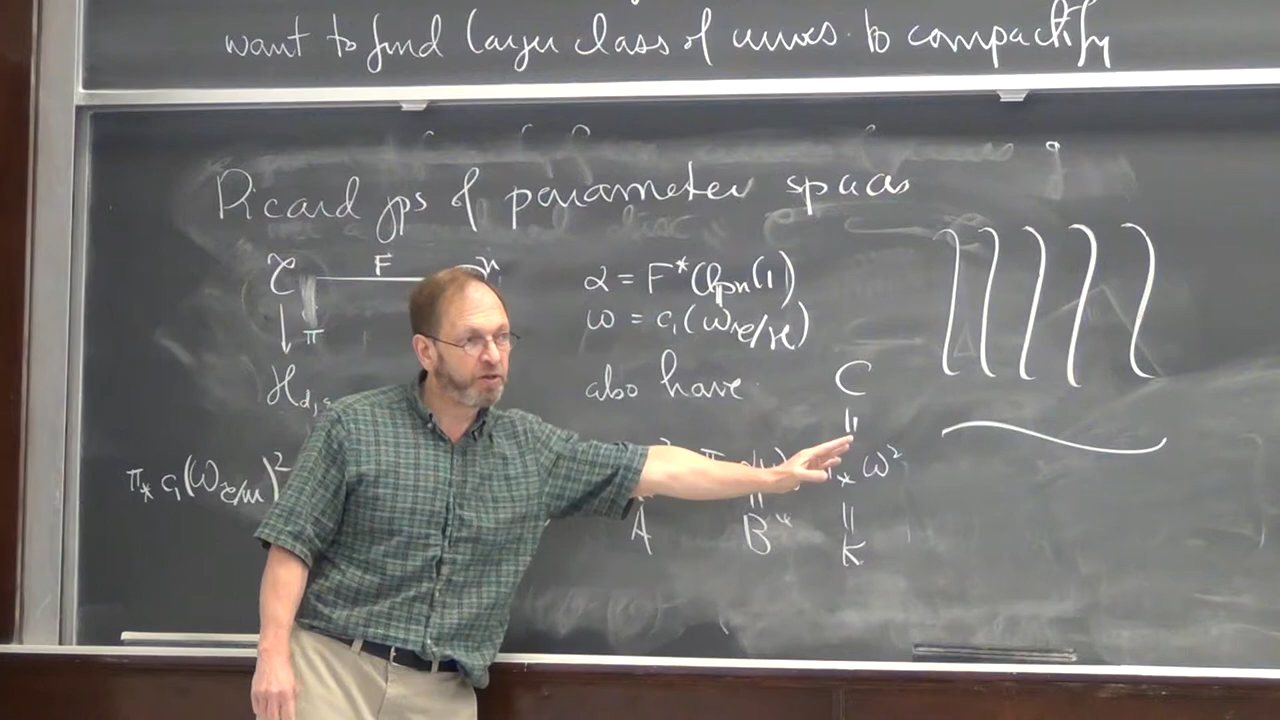 want to find larger class of curves to compactify
Picard gps of parameter spaces
𝒞 F
π
α = F*O_{ℙⁿ}(1)
ω = c₁(ω_{𝒞/ℋ})
ℋ_{d,g} also have C
=
π_* c₁(ω_{𝒞/ℋ})² π_* ω²
= =
A B K